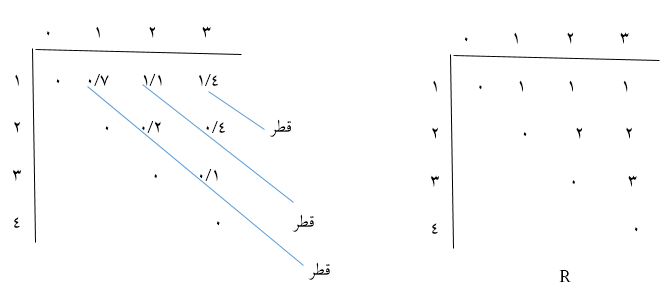 ٠ ١ ٢ ٣
١ ٠ ٠/٧ ١/١ ١/٤
قطر
٢ ٠ ٠/٢ ٠/٤
٣ ٠ ٠/١
٤ ٠
قطر
قطر
٠ ١ ٢ ٣
١ ٠ ١ ١ ١
٢ ٠ ٢ ٢
٣ ٠ ٣
٤ ٠
R